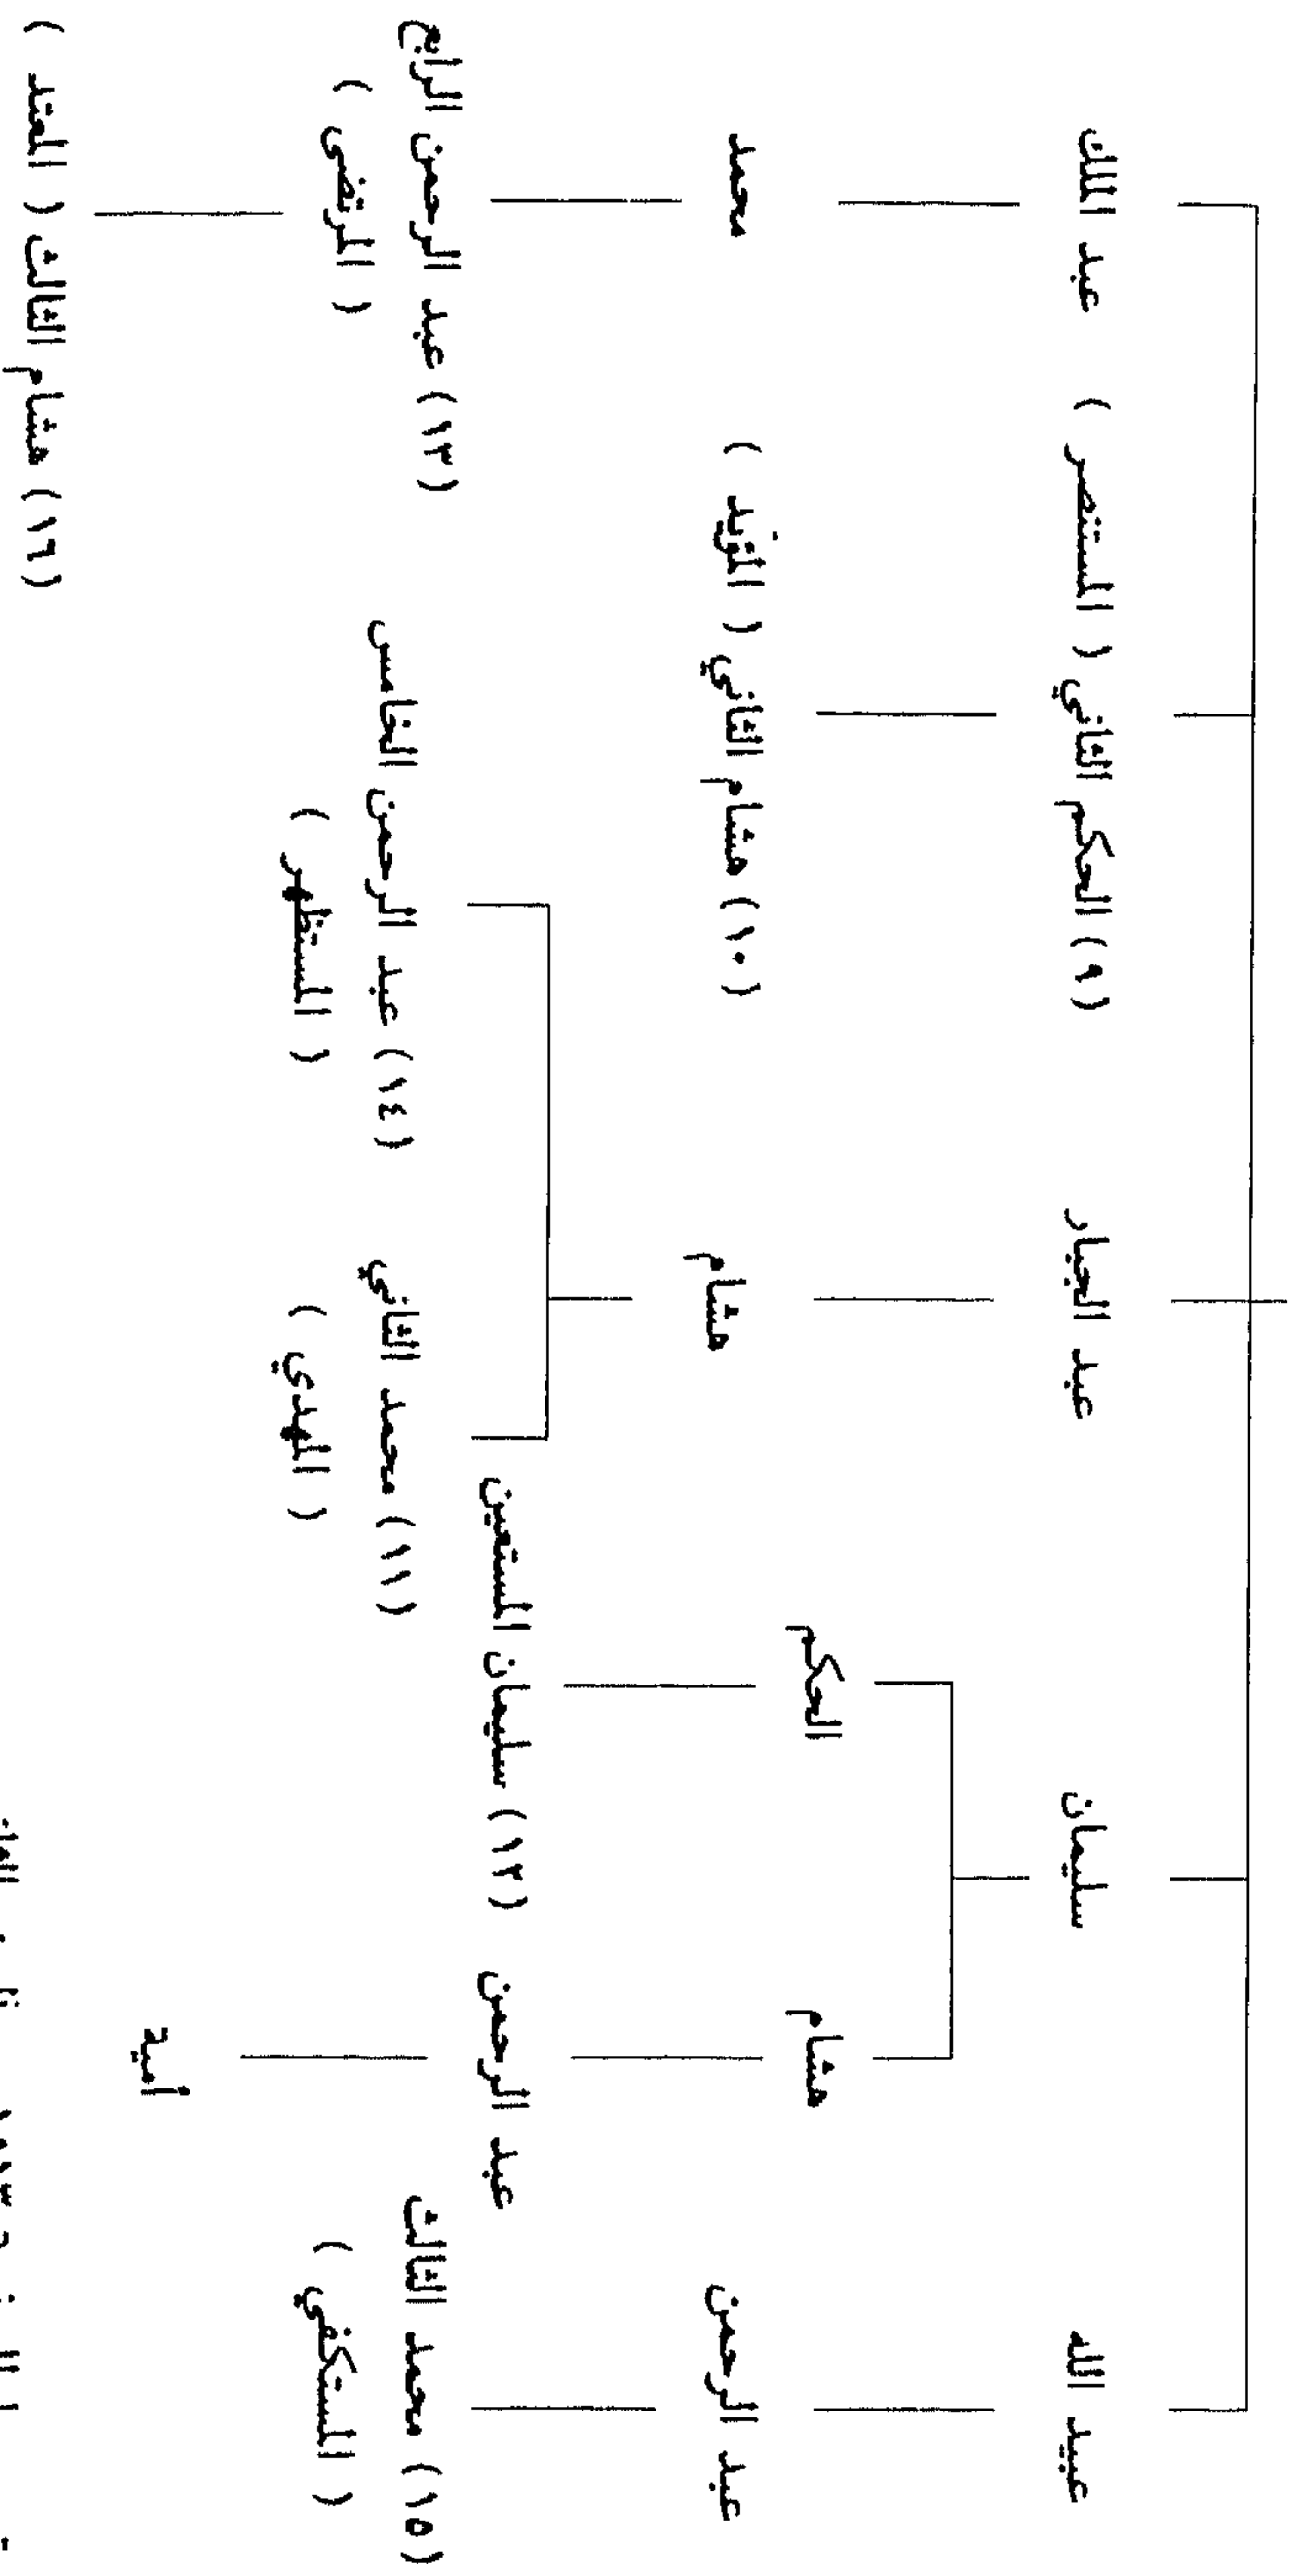 عبيد الله
سليمان
عبد الجبار
(٩) الحكم الثاني ( المستنصر )
عبد الملك
هشام
الحكم
عبد الرحمن
هشام
(١٠) هشام الثاني ( المؤيد )
محمد
عبد الرحمن
(١٢) سليمان المستعين
(١٥) محمد الثالث
( المستكفي )
(١١) محمد الثاني
( المهدي )
(١٤) عبد الرحمن الخامس
( المستظهر )
(١٣) عبد الرحمن الرابع
( المرتضى )
أمية
(١٦) هشام الثالث ( المعتد )